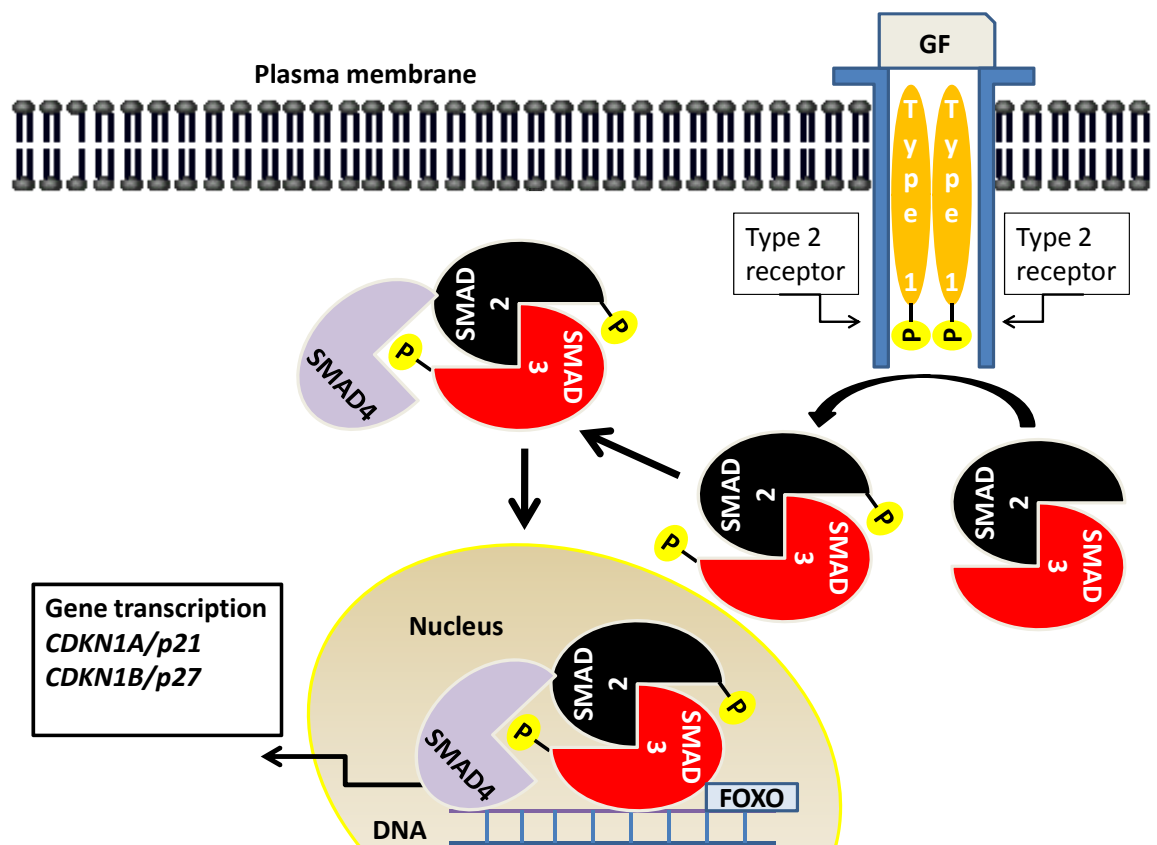 GF
Plasma membrane
Type 1
Type 1
Type 2
receptor
Type 2
receptor
P
P
SMAD
2
P
SMAD
3
P
SMAD4
SMAD
2
P
SMAD
3
P
SMAD
2
SMAD
3
Gene transcription
CDKN1A/p21
CDKN1B/p27
Nucleus
SMAD
2
P
SMAD
3
P
SMAD4
FOXO
DNA